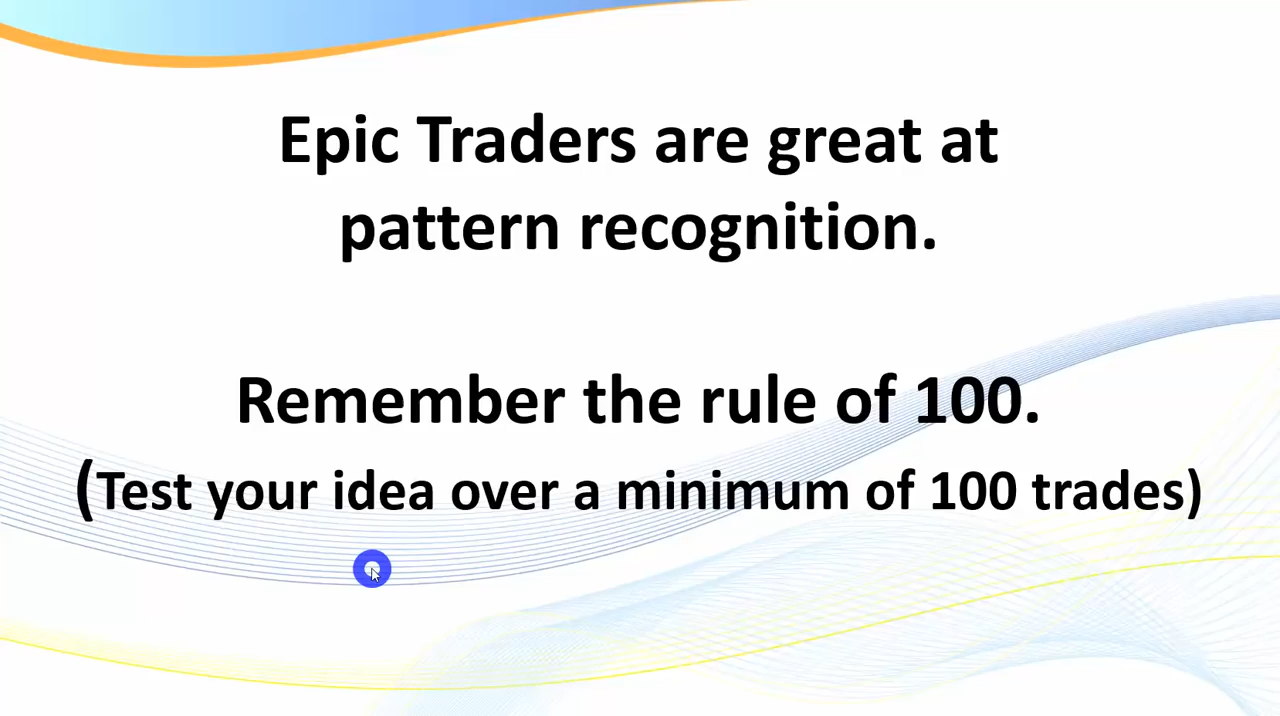 Epic Traders are great at
pattern recognition.
Remember the rule of 100.
(Test your idea over a minimum of 100 trades)